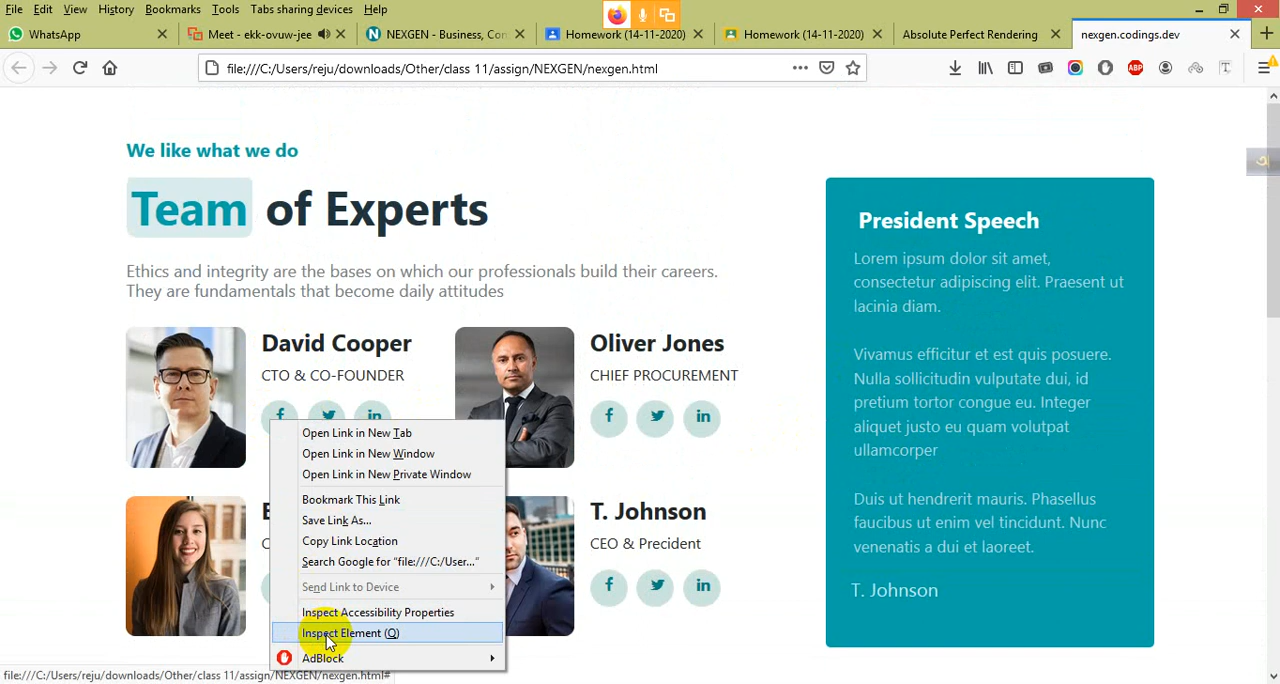 File Edit View History Bookmarks Tools Tabs sharing devices Help
WhatsApp
Meet - ekk-ovuw-jee
NEXGEN - Business, Con
Homework (14-11-2020)
Homework (14-11-2020)
Absolute Perfect Rendering
nexgen.codings.dev
file:///C:/Users/reju/downloads/Other/class 11/assign/NEXGEN/nexgen.html
ABP
We like what we do
Team of Experts
Ethics and integrity are the bases on which our professionals build their careers.
They are fundamentals that become daily attitudes
David Cooper
CTO & CO-FOUNDER
Oliver Jones
CHIEF PROCUREMENT
T. Johnson
CEO & Precident
Open Link in New Tab
Open Link in New Window
Open Link in New Private Window
Bookmark This Link
Save Link As...
Copy Link Location
Search Google for “file:///C:/User...”
Send Link to Device
Inspect Accessibility Properties
Inspect Element (Q)
AdBlock
President Speech
Lorem ipsum dolor sit amet,
consectetur adipiscing elit. Praesent ut
lacinia diam.
Vivamus efficitur et est quis posuere.
Nulla sollicitudin vulputate dui, id
pretium tortor congue eu. Integer
aliquet justo eu quam volutpat
ullamcorper
Duis ut hendrerit mauris. Phasellus
faucibus ut enim vel tincidunt. Nunc
venenatis a dui et laoreet.
T. Johnson
file:///C:/Users/reju/downloads/Other/class 11/assign/NEXGEN/nexgen.html#